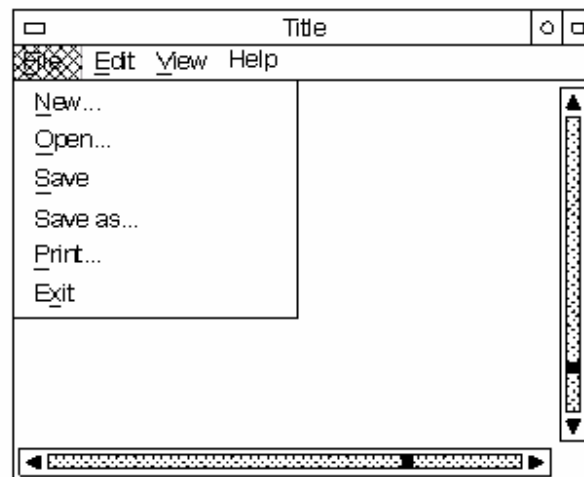 Title
File Edit View Help
New...
Open...
Save
Save as...
Print...
Exit